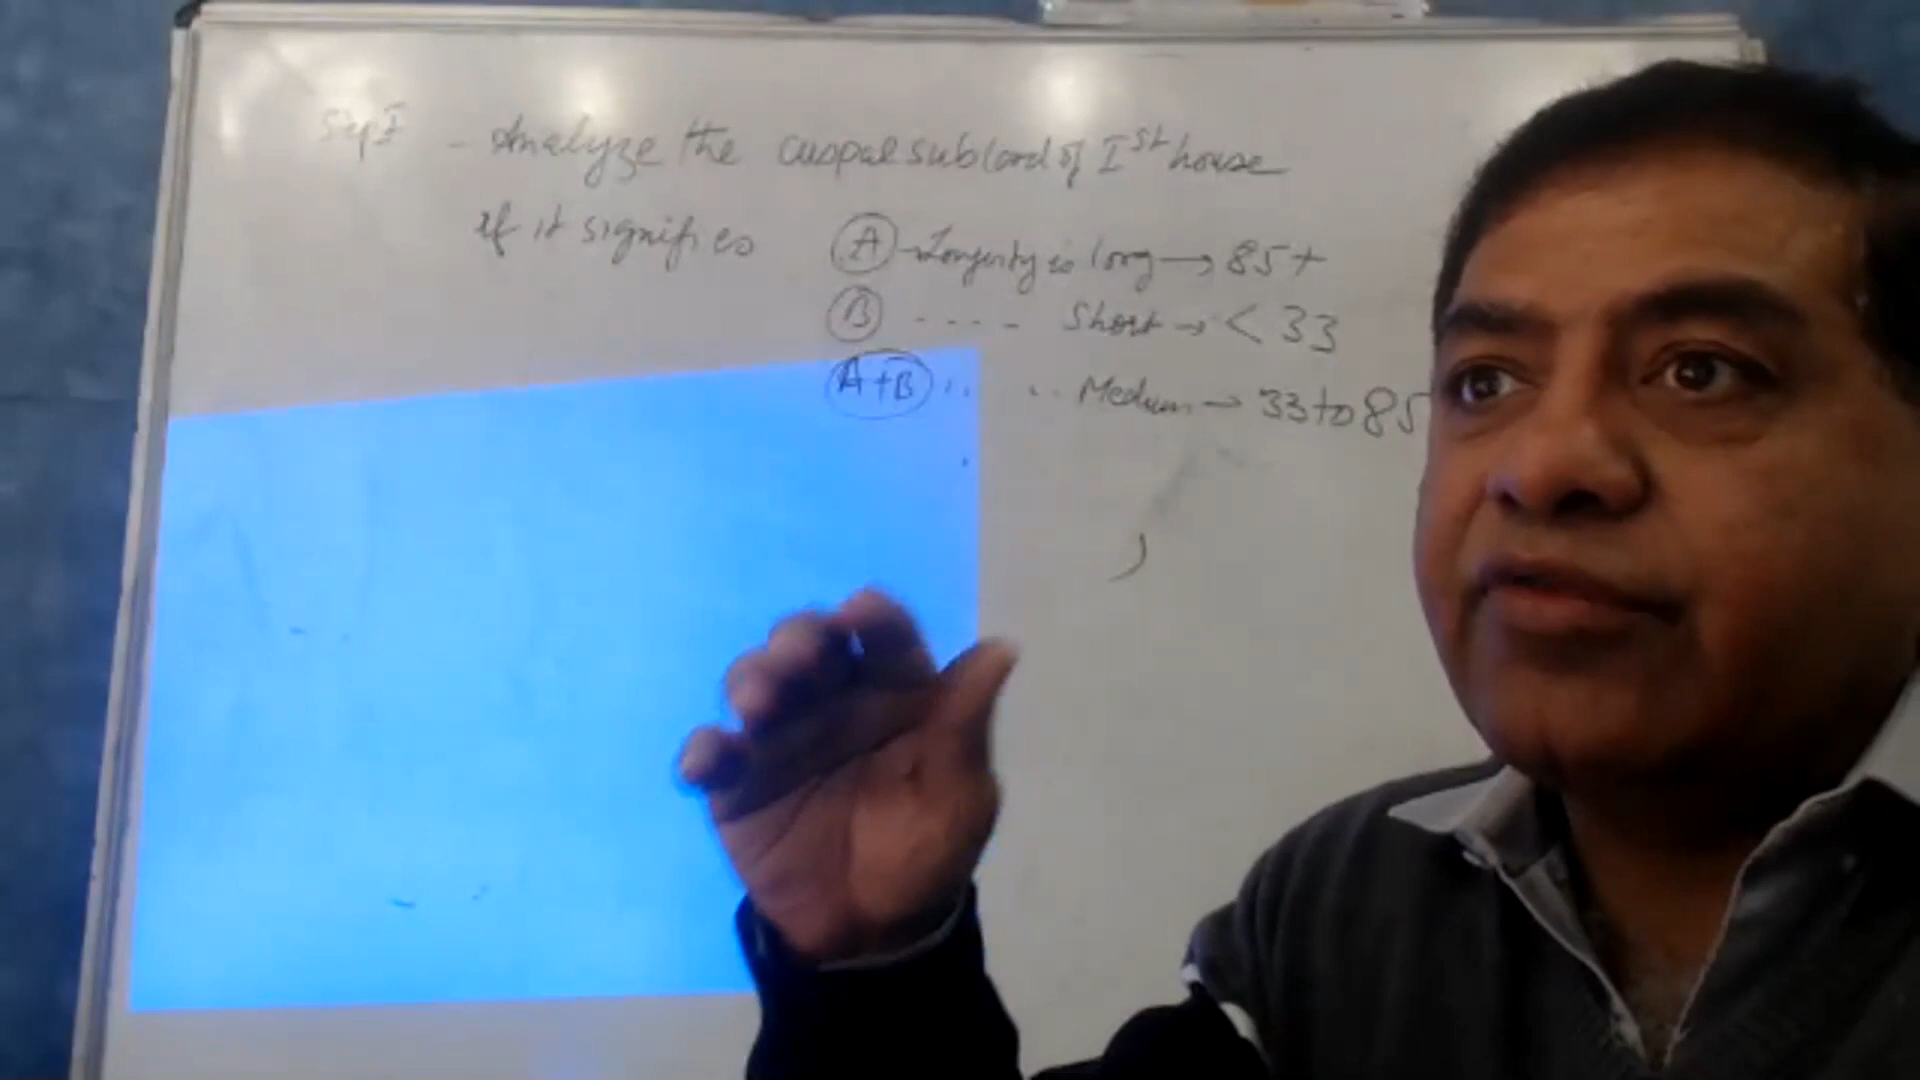 Step I - Analyze the cuspal sublord of Ist house
if it signifies
A - Longevity is long → 85+
B ---- Short → < 33
A+B .. .. Medium → 33 to 85